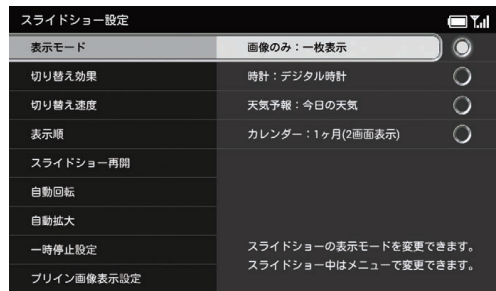 スライドショー設定
表示モード
画像のみ：一枚表示
切り替え効果
時計：デジタル時計
切り替え速度
天気予報：今日の天気
表示順
カレンダー：1ヶ月(2画面表示)
スライドショー再開
自動回転
自動拡大
一時停止設定
スライドショーの表示モードを変更できます。
スライドショー中はメニューで変更できます。
プリイン画像表示設定